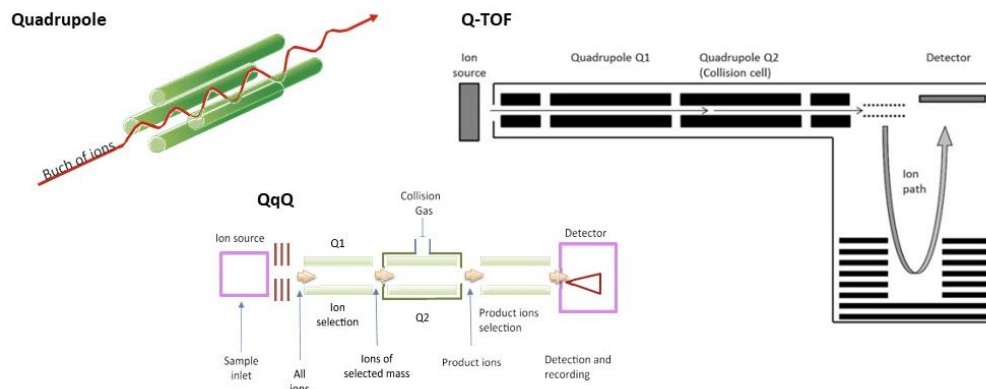 Quadrupole
Buch of ions
Q-TOF
Ion
source
Quadrupole Q1
Quadrupole Q2
(Collision cell)
Detector
Ion
path
QqQ
Collision
Gas
Ion source
Q1
Detector
Ion
selection
Q2
Product ions
selection
Sample
inlet
All
ions
Ions of
selected mass
Product ions
Detection and
recording